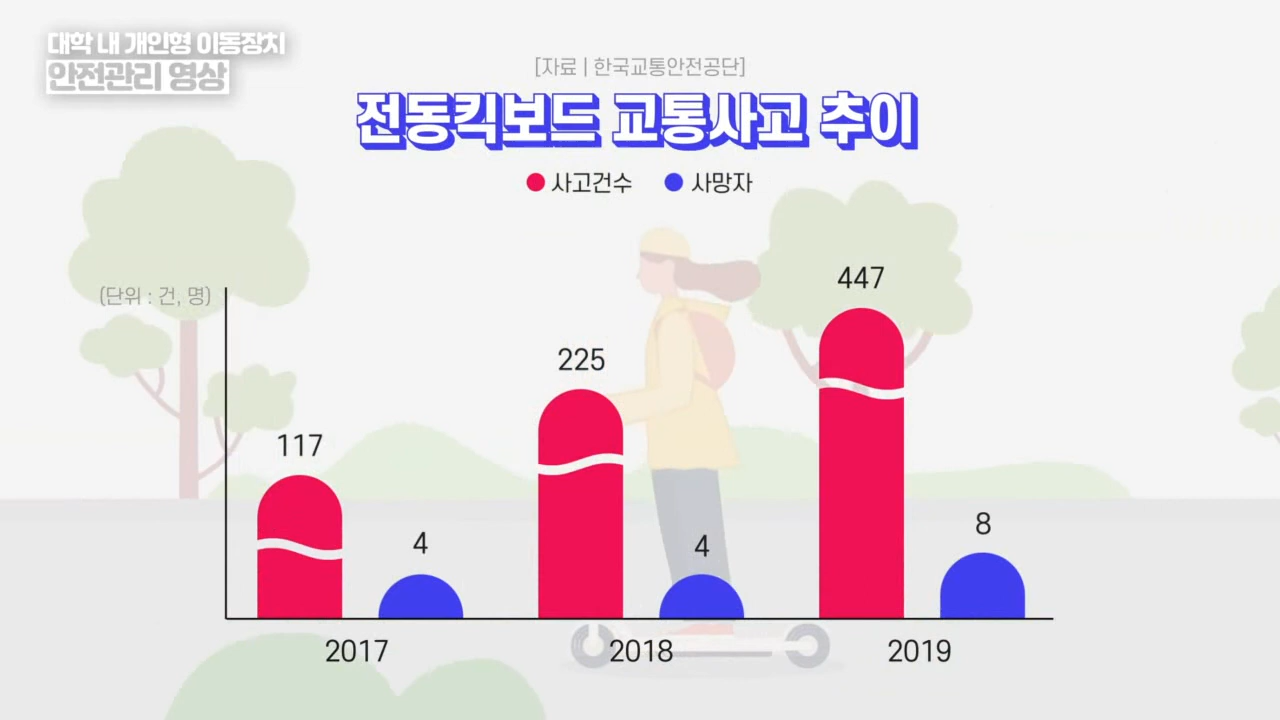 대학 내 개인형 이동장치
안전관리 영상
[자료 | 한국교통안전공단]
전동킥보드 교통사고 추이
사고건수 사망자
(단위 : 건, 명)
117
4
225
4
447
8
2017 2018 2019